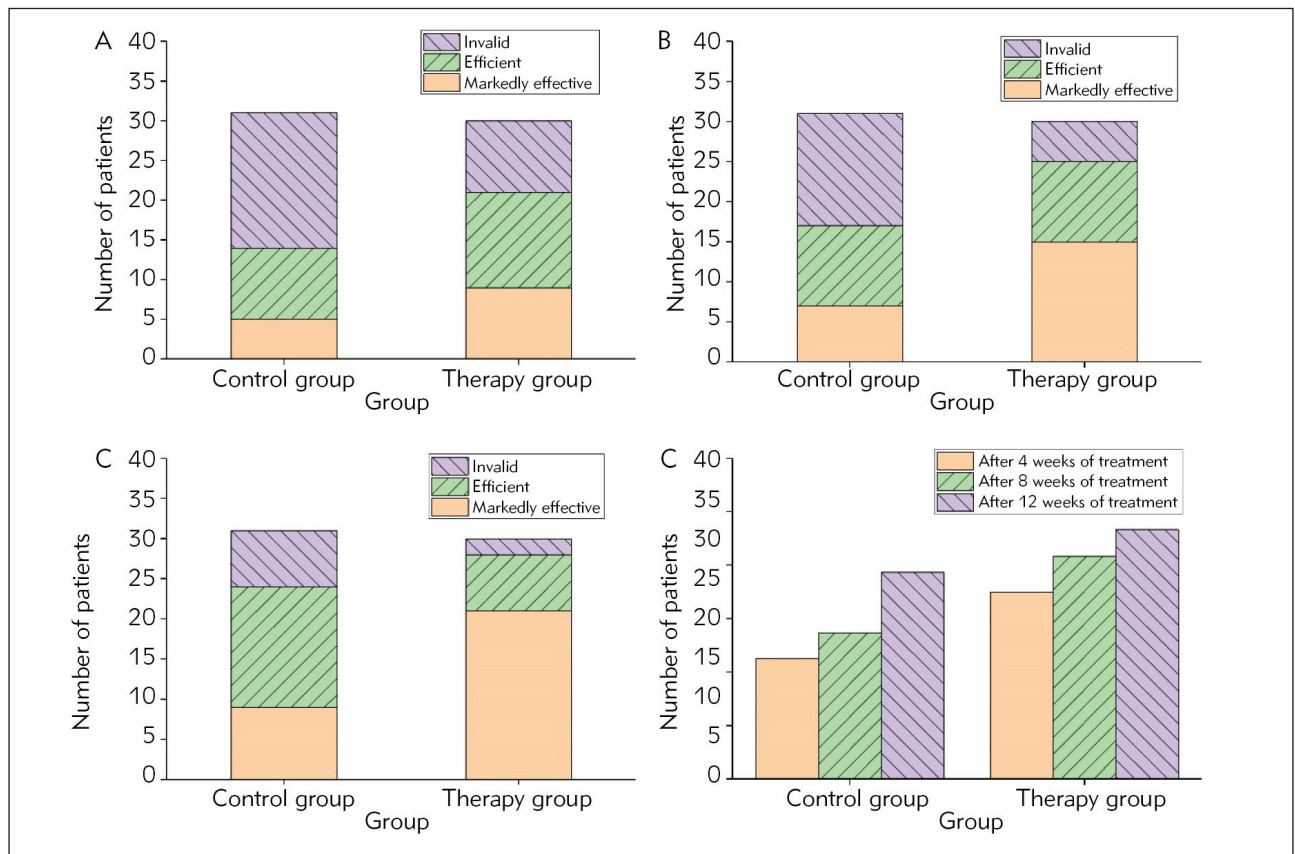 A
Number of patients
40
35
30
25
20
15
10
5
0
Invalid
Efficient
Markedly effective
Control group
Therapy group
Group
B
Number of patients
40
35
30
25
20
15
10
5
0
Invalid
Efficient
Markedly effective
Control group
Therapy group
Group
C
Number of patients
40
35
30
25
20
15
10
5
0
Invalid
Efficient
Markedly effective
Control group
Therapy group
Group
C
Number of patients
40
35
30
25
20
15
10
5
0
After 4 weeks of treatment
After 8 weeks of treatment
After 12 weeks of treatment
Control group
Therapy group
Group